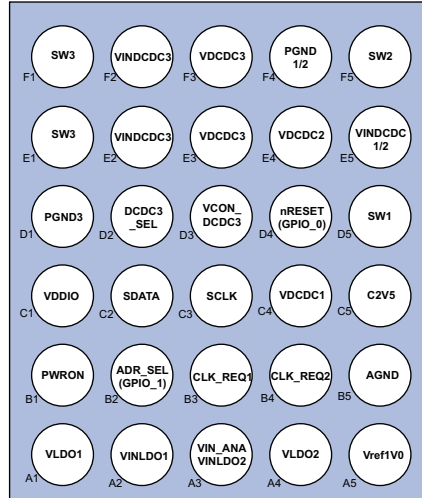 SW3
VINDCDC3
VDCDC3
PGND
1/2
SW2
F1
F2
F3
F4
F5
SW3
VINDCDC3
VDCDC3
VDCDC2
VINDCDC
1/2
E1
E2
E3
E4
E5
PGND3
DCDC3
_SEL
VCON_
DCDC3
nRESET
(GPIO_0)
SW1
D1
D2
D3
D4
D5
VDDIO
SDATA
SCLK
VDCDC1
C2V5
C1
C2
C3
C4
C5
PWRON
ADR_SEL
(GPIO_1)
CLK_REQ1
CLK_REQ2
AGND
B1
B2
B3
B4
B5
VLDO1
VINLDO1
VIN_ANA
VINLDO2
VLDO2
Vref1V0
A1
A2
A3
A4
A5